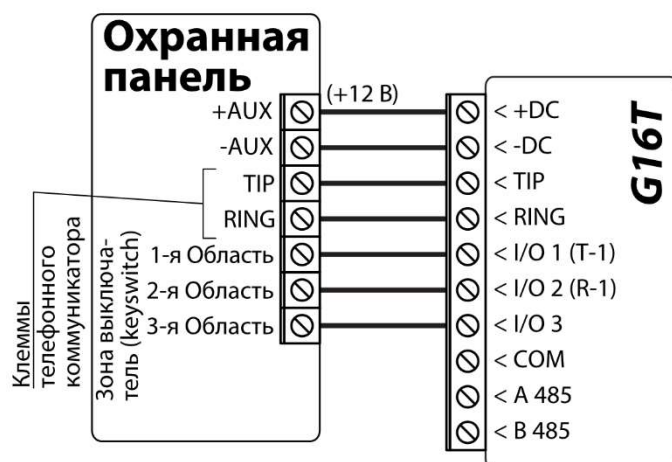 Охранная
панель
(+12 В)
+AUX
-AUX
TIP
RING
1-я Область
2-я Область
3-я Область
Клеммы
телефонного
коммуникатора
Зона выключа-
тель (keyswitch)
G16T
< +DC
< -DC
< TIP
< RING
< I/O 1 (T-1)
< I/O 2 (R-1)
< I/O 3
< COM
< A 485
< B 485